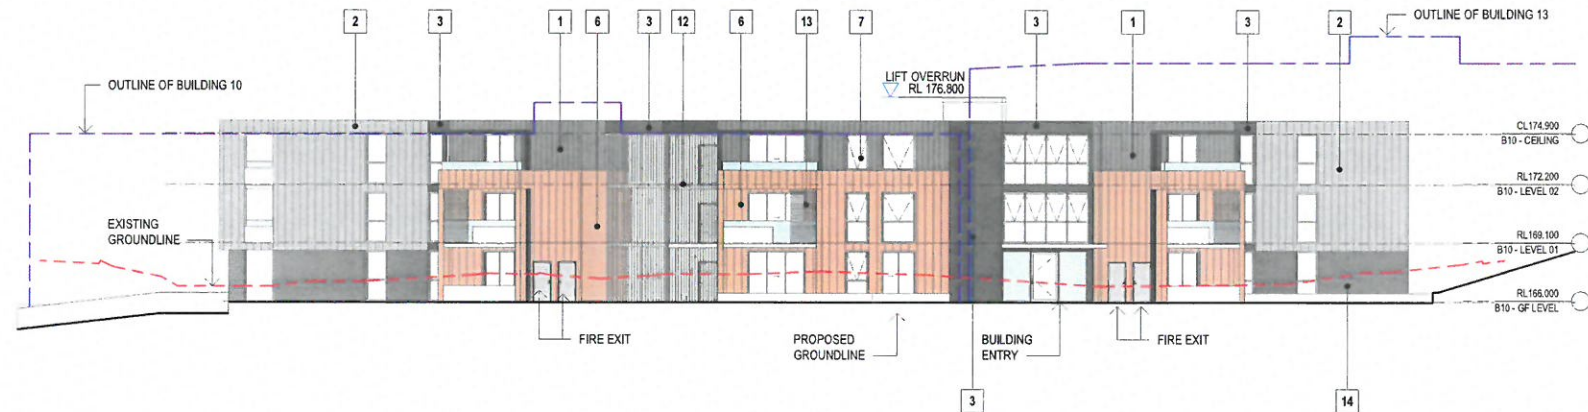 2
3
1
6
3
12
6
13
7
3
1
3
2
OUTLINE OF BUILDING 13
OUTLINE OF BUILDING 10
LIFT OVERRUN
RL 176.800
CL174.900
B10 - CEILING
RL172.200
B10 - LEVEL 02
EXISTING
GROUNDLINE
RL169.100
B10 - LEVEL 01
RL166.000
B10 - GF LEVEL
FIRE EXIT
PROPOSED
GROUNDLINE
BUILDING
ENTRY
FIRE EXIT
3
14